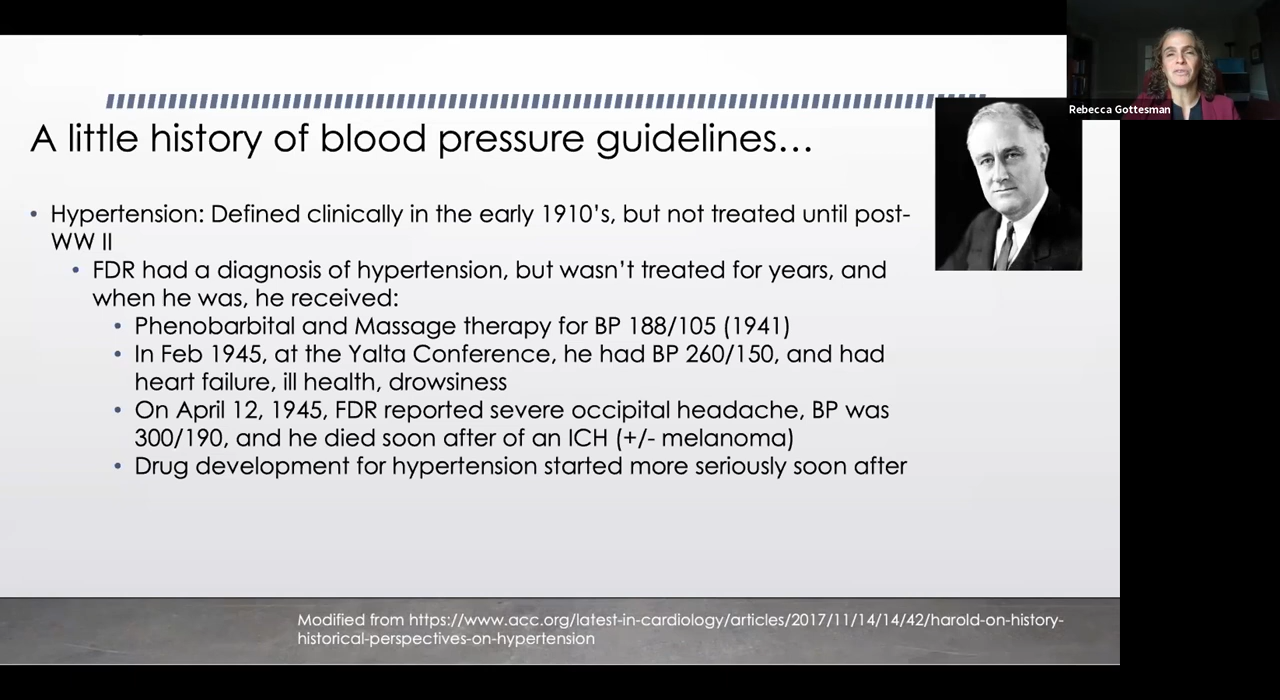 Rebecca Gottesman
A little history of blood pressure guidelines…
• Hypertension: Defined clinically in the early 1910’s, but not treated until post-
WW II
• FDR had a diagnosis of hypertension, but wasn’t treated for years, and
when he was, he received:
• Phenobarbital and Massage therapy for BP 188/105 (1941)
• In Feb 1945, at the Yalta Conference, he had BP 260/150, and had
heart failure, ill health, drowsiness
• On April 12, 1945, FDR reported severe occipital headache, BP was
300/190, and he died soon after of an ICH (+/- melanoma)
• Drug development for hypertension started more seriously soon after
Modified from https://www.acc.org/latest-in-cardiology/articles/2017/11/14/14/42/harold-on-history-
historical-perspectives-on-hypertension